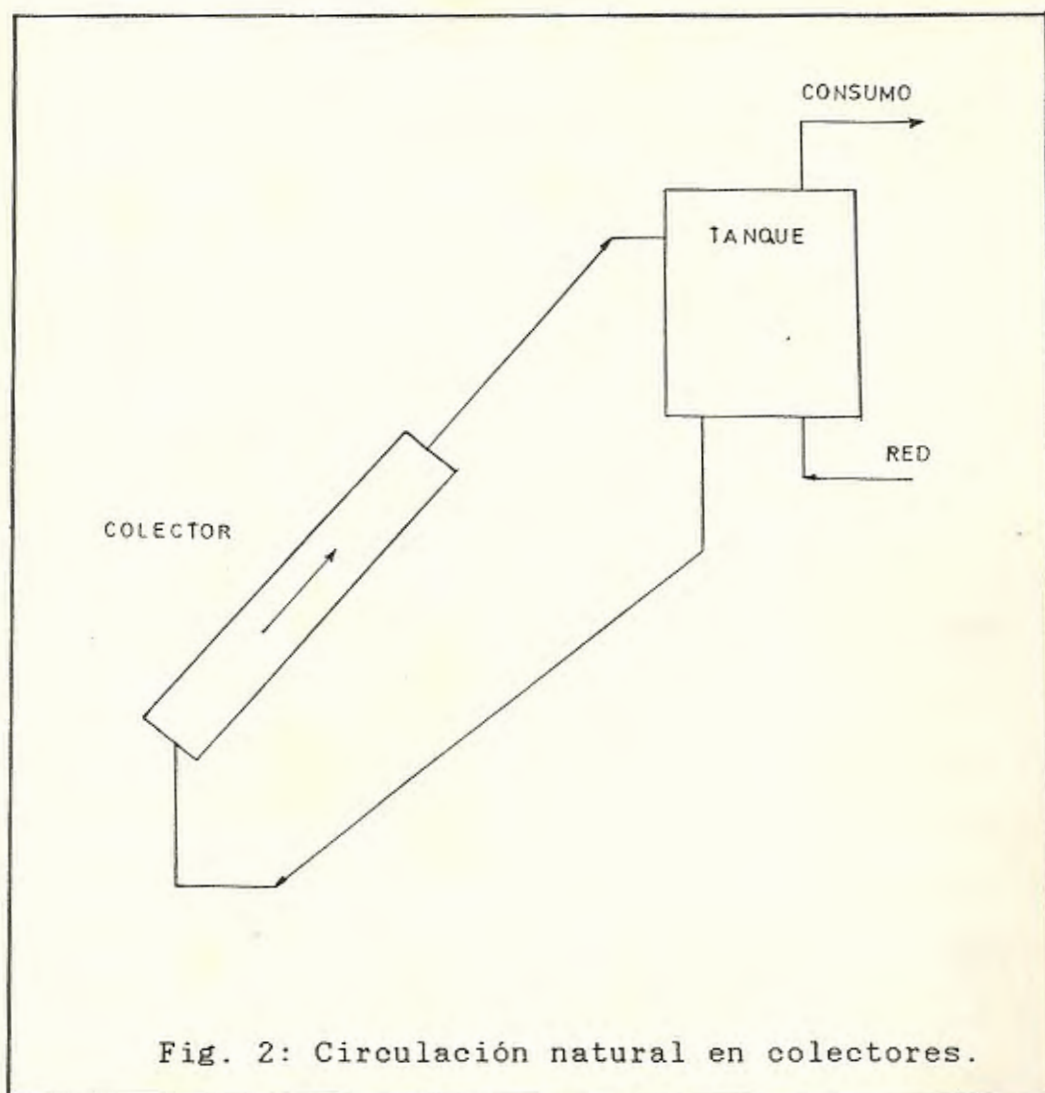 CONSUMO
TANQUE
RED
COLECTOR
Fig. 2: Circulación natural en colectores.